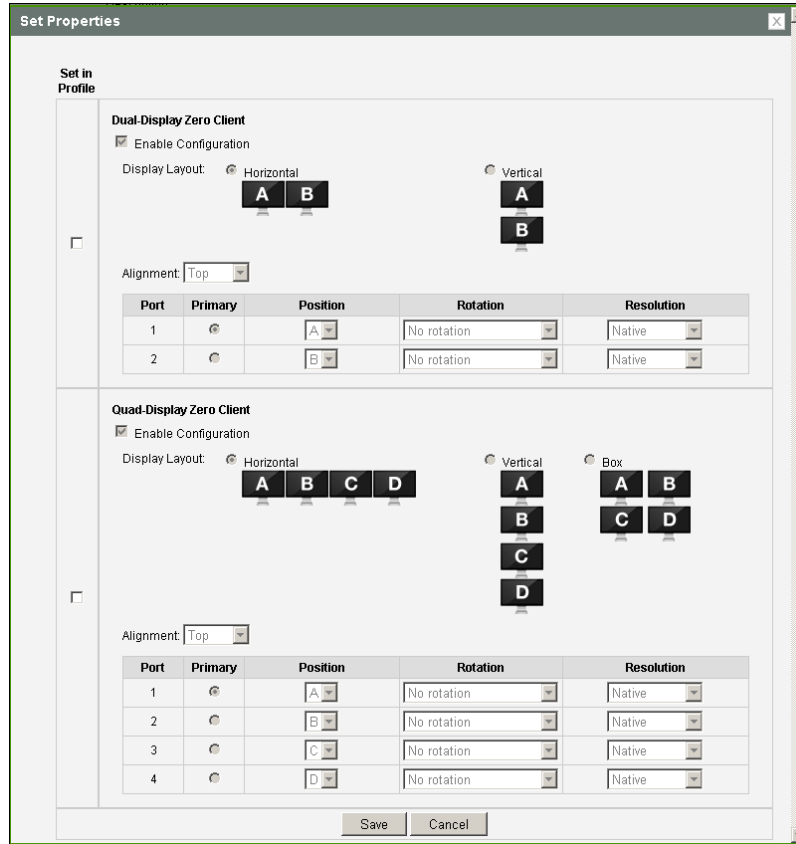 Set Properties
Set in
Profile
Dual-Display Zero Client
Enable Configuration
Display Layout: Horizontal Vertical
A B A
B
Alignment: Top
Port Primary Position Rotation Resolution
1 A No rotation Native
2 B No rotation Native
Quad-Display Zero Client
Enable Configuration
Display Layout: Horizontal Vertical Box
A B C D A A B
B C D
C
D
Alignment: Top
Port Primary Position Rotation Resolution
1 A No rotation Native
2 B No rotation Native
3 C No rotation Native
4 D No rotation Native
Save Cancel